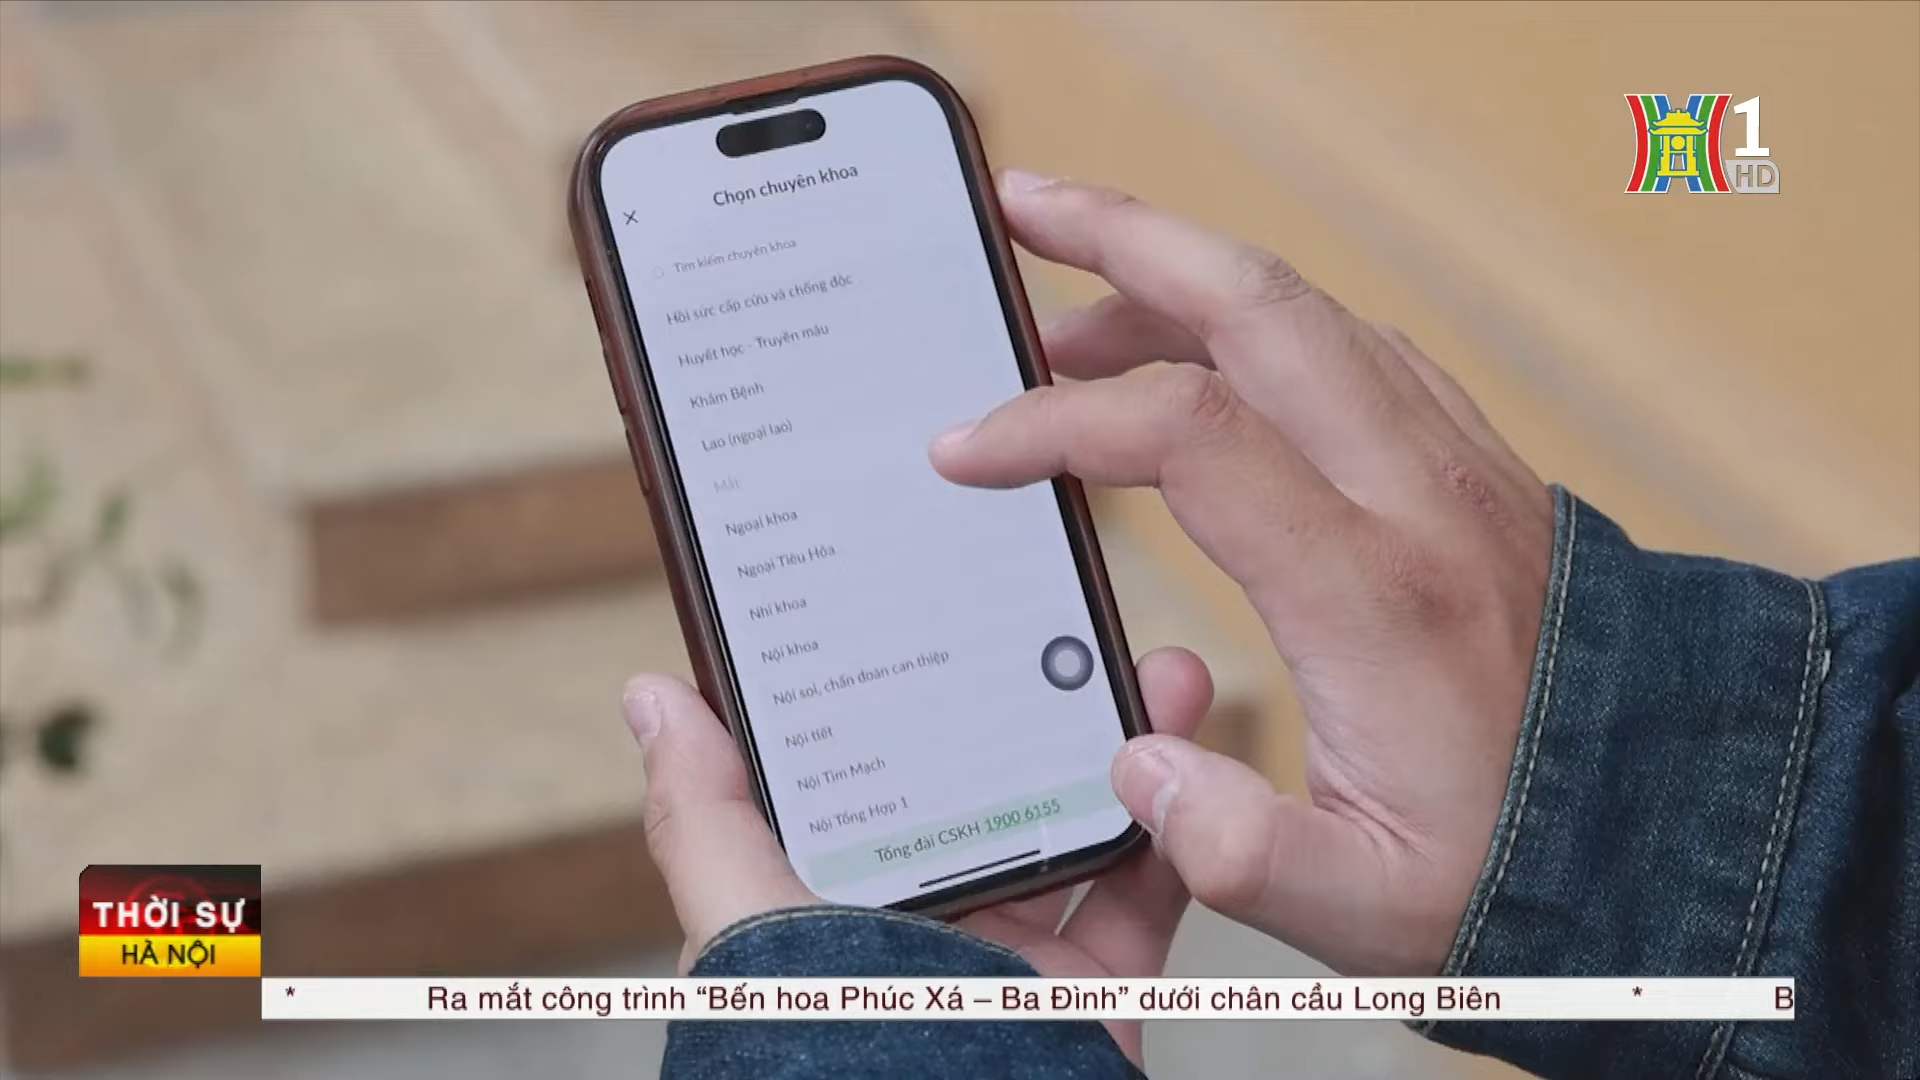 1
HD
Chọn chuyên khoa
Tìm kiếm chuyên khoa
Hồi sức cấp cứu và chống độc
Huyết học - Truyền máu
Khám Bệnh
Lao (ngoại lao)
Mắt
Ngoại khoa
Ngoại Tiêu Hóa
Nhi khoa
Nội khoa
Nội soi, chẩn đoán can thiệp
Nội tiết
Nội Tim Mạch
Nội Tổng Hợp 1
Tổng đài CSKH 1900 6155
THỜI SỰ
HÀ NỘI
* Ra mắt công trình “Bến hoa Phúc Xá – Ba Đình” dưới chân cầu Long Biên * B